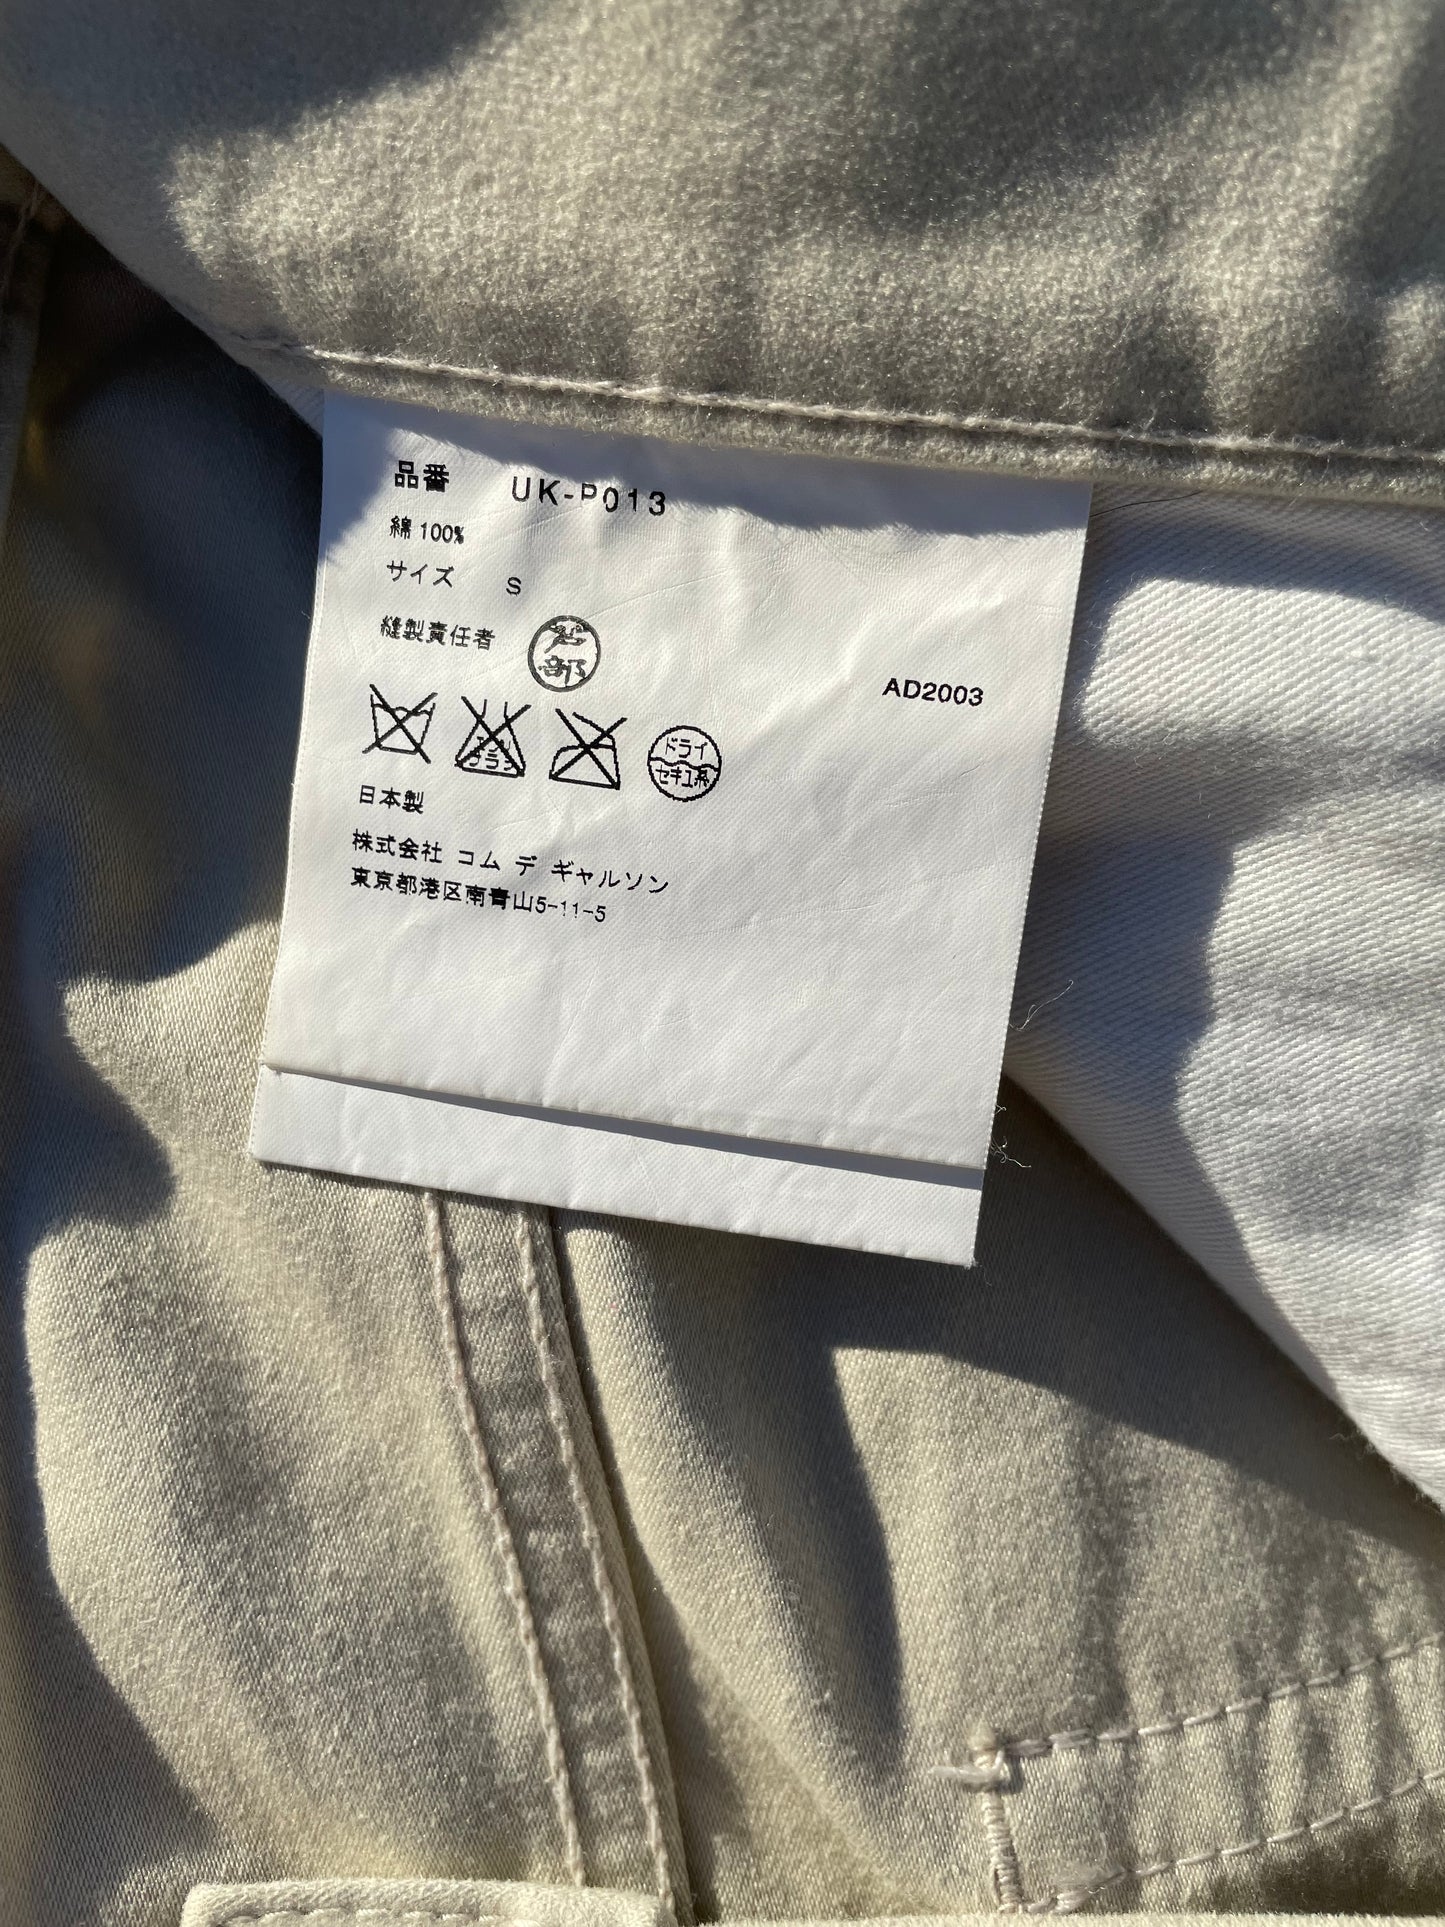 品番 UK-P013
綿 100%
サイズ S
縫製責任者
AD2003
ドライ
セキユ系
日本製
株式会社 コム デ ギャルソン
東京都港区南青山5-11-5